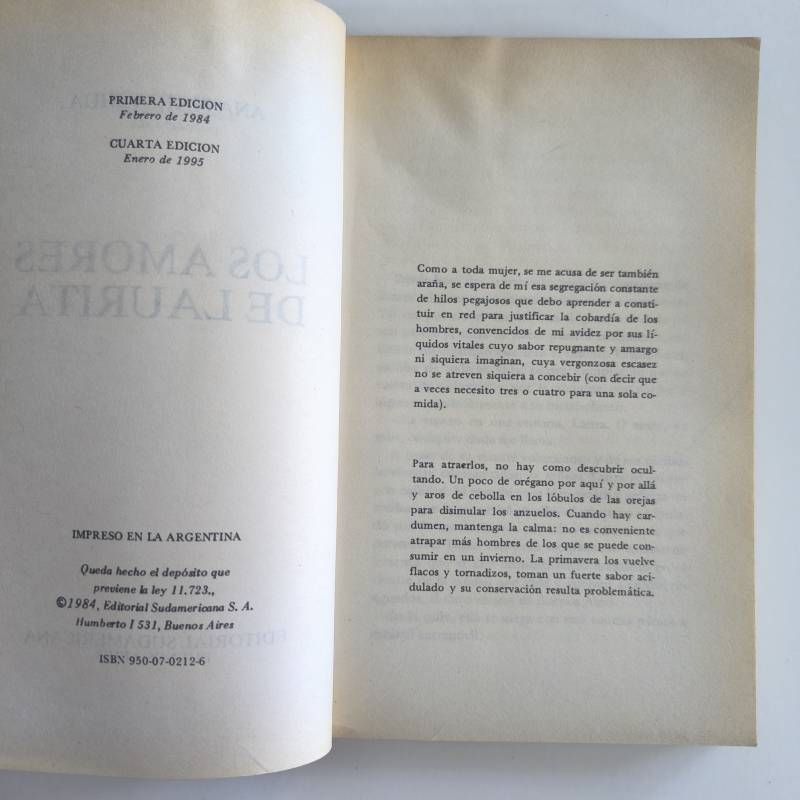 PRIMERA EDICION
Febrero de 1984
CUARTA EDICION
Enero de 1995
LOS AMORES
DE LAURITA
IMPRESO EN LA ARGENTINA
Queda hecho el depósito que
previene la ley 11.723.,
©1984, Editorial Sudamericana S. A.
Humberto I 531, Buenos Aires
ISBN 950-07-0212-6
Como a toda mujer, se me acusa de ser también
araña, se espera de mí esa segregación constante
de hilos pegajosos que debo aprender a consti-
tuir en red para justificar la cobardía de los
hombres, convencidos de mi avidez por sus lí-
quidos vitales cuyo sabor repugnante y amargo
ni siquiera imaginan, cuya vergonzosa escasez
no se atreven siquiera a concebir (con decir que
a veces necesito tres o cuatro para una sola co-
mida).
Para atraerlos, no hay como descubrir ocul-
tando. Un poco de orégano por aquí y por allá
y aros de cebolla en los lóbulos de las orejas
para disimular los anzuelos. Cuando hay car-
dumen, mantenga la calma: no es conveniente
atrapar más hombres de los que se puede con-
sumir en un invierno. La primavera los vuelve
flacos y tornadizos, toman un fuerte sabor aci-
dulado y su conservación resulta problemática.